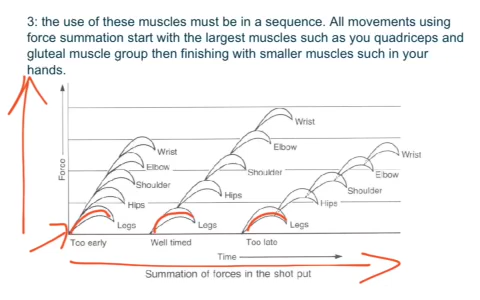 3: the use of these muscles must be in a sequence. All movements using
force summation start with the largest muscles such as you quadriceps and
gluteal muscle group then finishing with smaller muscles such in your
hands.
Wrist
Wrist
Elbow
Wrist
Elbow
Shoulder
Elbow
Shoulder
Shoulder
Hips
Hips
Hips
Legs
Legs
Legs
Force
Too early
Well timed
Too late
Time
Summation of forces in the shot put